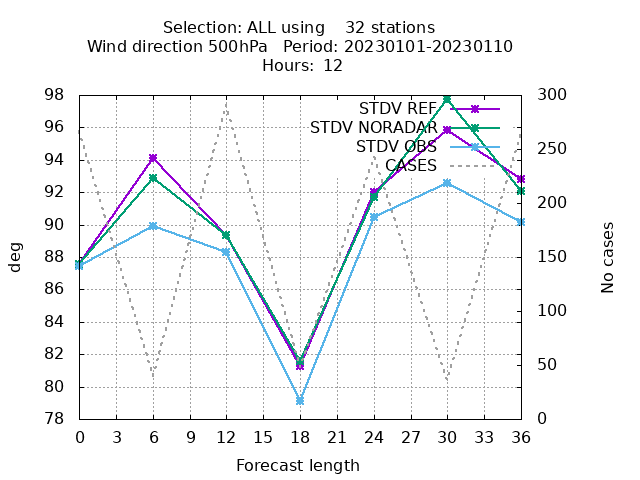 Selection: ALL using    32 stations
Wind direction 500hPa   Period: 20230101-20230110
Hours:  12
STDV REF
STDV NORADAR
STDV OBS
CASES
deg
98
96
94
92
90
88
86
84
82
80
78
300
250
200
150
100
50
0
No cases
0 3 6 9 12 15 18 21 24 27 30 33 36
Forecast length